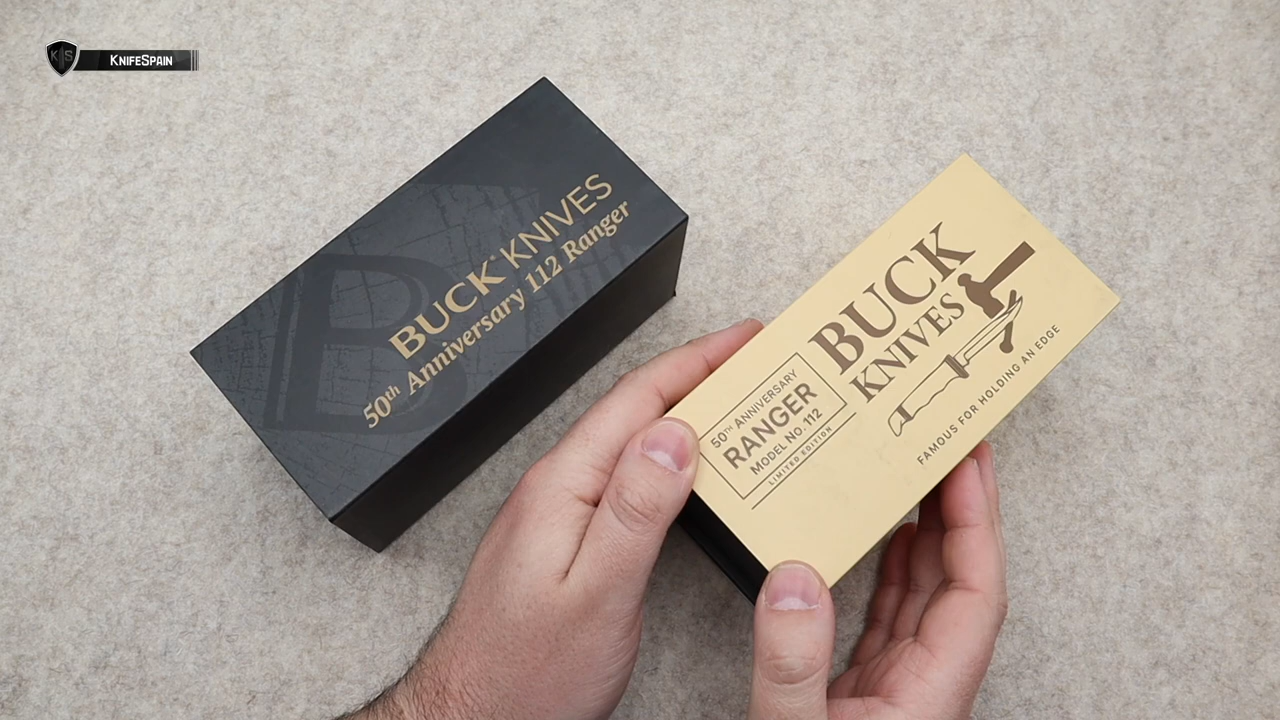 KS
KNIFESPAIN
BUCK KNIVES
50th Anniversary 112 Ranger
B
BUCK
KNIVES
50TH ANNIVERSARY
RANGER
MODEL NO. 112
LIMITED EDITION
FAMOUS FOR HOLDING AN EDGE